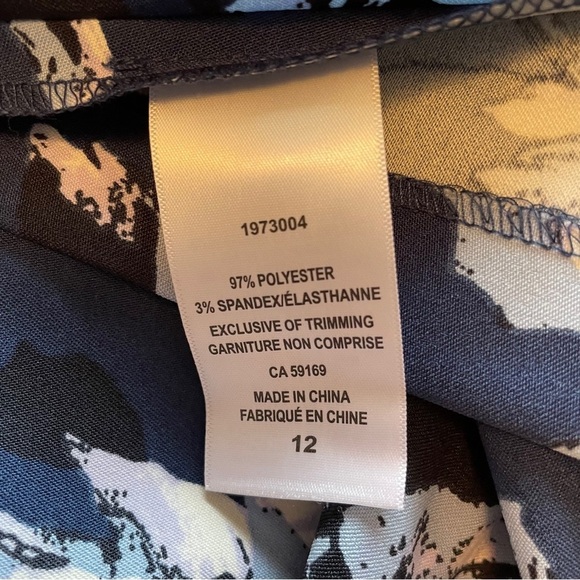 1973004
97% POLYESTER
3% SPANDEX/ÉLASTHANNE
EXCLUSIVE OF TRIMMING
GARNITURE NON COMPRISE
CA 59169
MADE IN CHINA
FABRIQUÉ EN CHINE
12